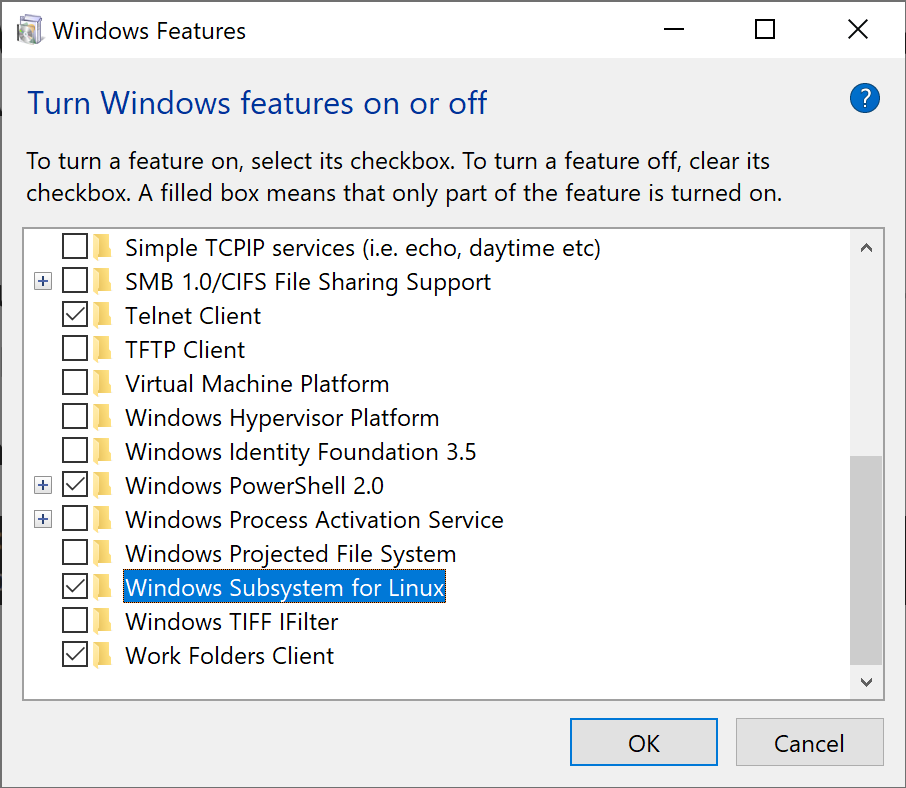 Windows Features
Turn Windows features on or off
?
To turn a feature on, select its checkbox. To turn a feature off, clear its
checkbox. A filled box means that only part of the feature is turned on.
Simple TCPIP services (i.e. echo, daytime etc)
SMB 1.0/CIFS File Sharing Support
Telnet Client
TFTP Client
Virtual Machine Platform
Windows Hypervisor Platform
Windows Identity Foundation 3.5
Windows PowerShell 2.0
Windows Process Activation Service
Windows Projected File System
Windows Subsystem for Linux
Windows TIFF IFilter
Work Folders Client
OK
Cancel